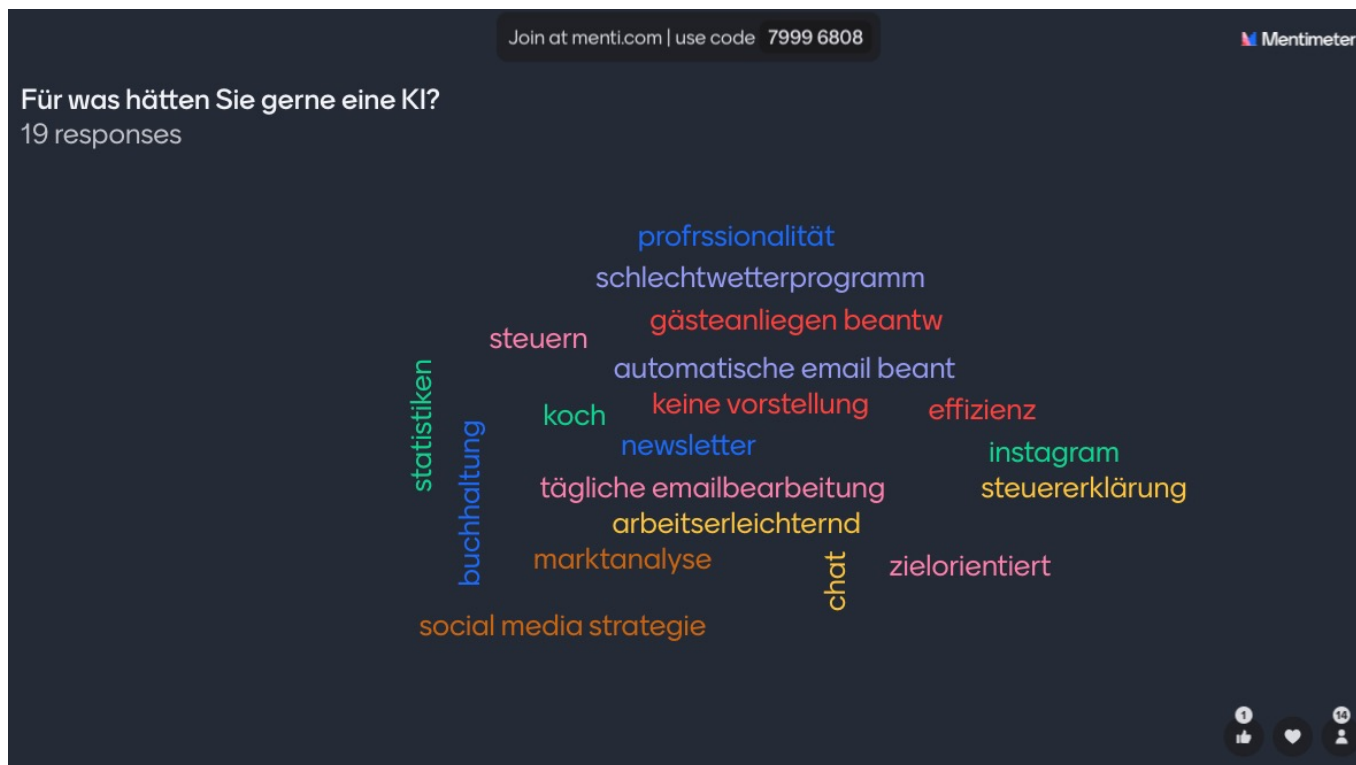 Join at menti.com | use code 7999 6808
Mentimeter
Für was hätten Sie gerne eine KI?
19 responses
profrssionalität
schlechtwetterprogramm
gästeanliegen beantw
steuern
automatische email beant
statistiken
keine vorstellung
effizienz
koch
buchhaltung
newsletter
instagram
tägliche emailbearbeitung
steuererklärung
arbeitserleichternd
marktanalyse
chat
zielorientiert
social media strategie
1
14